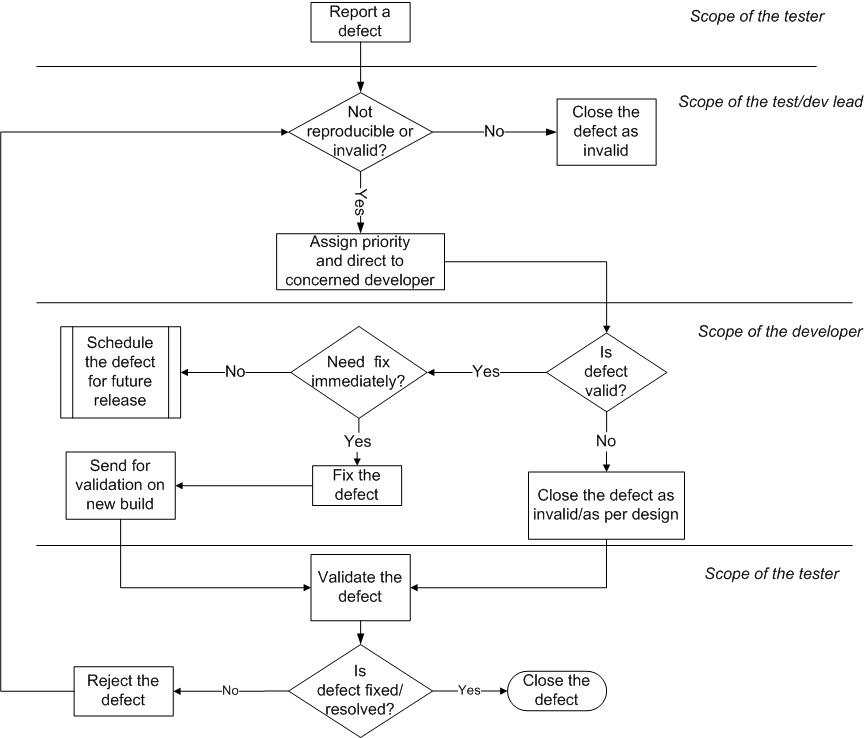 Report a
defect
Scope of the tester
Scope of the test/dev lead
Not
reproducible or
invalid?
No
Close the
defect as
invalid
Yes
Assign priority
and direct to
concerned developer
Scope of the developer
Schedule
the defect
for future
release
No
Need fix
immediately?
Yes
Is
defect
valid?
Yes
No
Send for
validation on
new build
Fix the
defect
Close the defect as
invalid/as per design
Scope of the tester
Validate the
defect
Reject the
defect
No
Is
defect fixed/
resolved?
Yes
Close the
defect